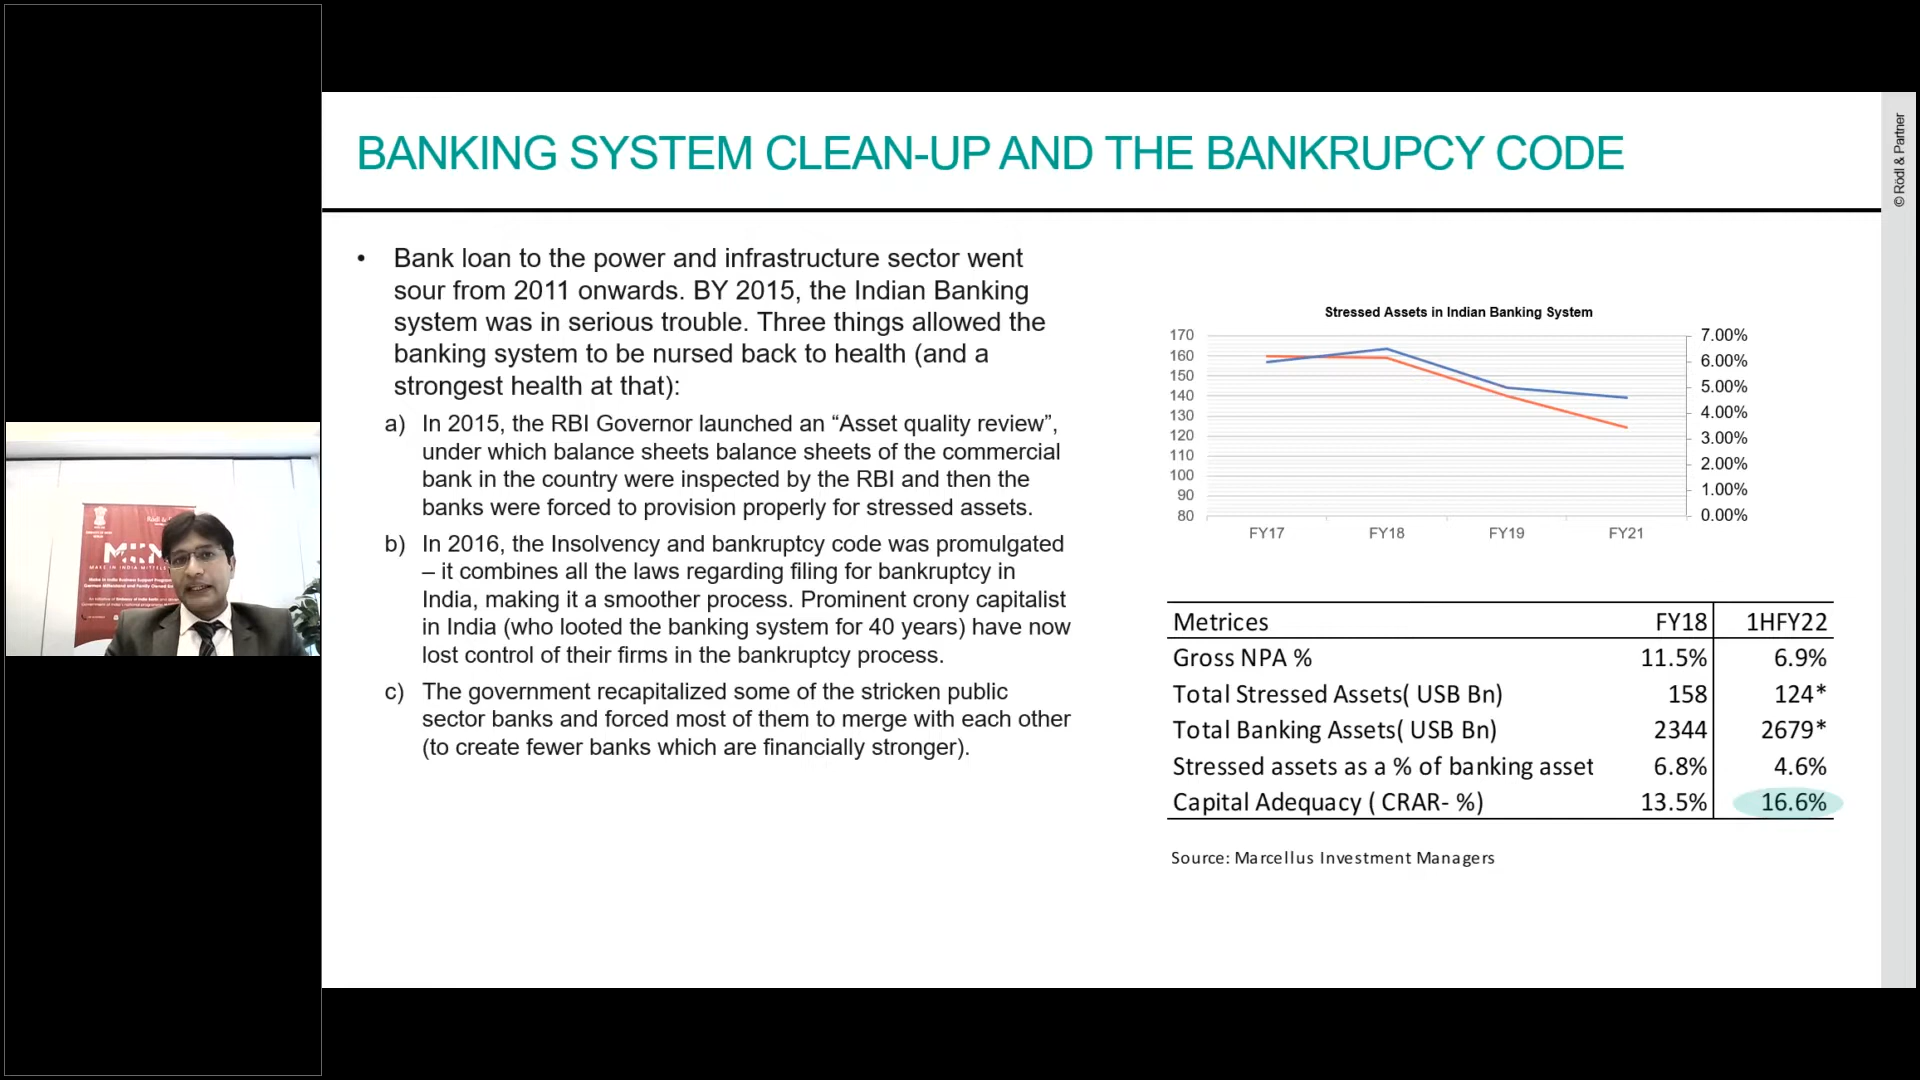 BANKING SYSTEM CLEAN-UP AND THE BANKRUPCY CODE
© Rödl & Partner
• Bank loan to the power and infrastructure sector went
sour from 2011 onwards. BY 2015, the Indian Banking
system was in serious trouble. Three things allowed the
banking system to be nursed back to health (and a
strongest health at that):
a) In 2015, the RBI Governor launched an “Asset quality review”,
under which balance sheets balance sheets of the commercial
bank in the country were inspected by the RBI and then the
banks were forced to provision properly for stressed assets.
b) In 2016, the Insolvency and bankruptcy code was promulgated
– it combines all the laws regarding filing for bankruptcy in
India, making it a smoother process. Prominent crony capitalist
in India (who looted the banking system for 40 years) have now
lost control of their firms in the bankruptcy process.
c) The government recapitalized some of the stricken public
sector banks and forced most of them to merge with each other
(to create fewer banks which are financially stronger).
Stressed Assets in Indian Banking System
170 7.00%
160 6.00%
150 5.00%
140 4.00%
130 3.00%
120 2.00%
110 1.00%
100 0.00%
90
80
FY17 FY18 FY19 FY21
Metrices FY18 1HFY22
Gross NPA % 11.5% 6.9%
Total Stressed Assets( USB Bn) 158 124*
Total Banking Assets( USB Bn) 2344 2679*
Stressed assets as a % of banking asset 6.8% 4.6%
Capital Adequacy ( CRAR- %) 13.5% 16.6%
Source: Marcellus Investment Managers
MAKE IN INDIA